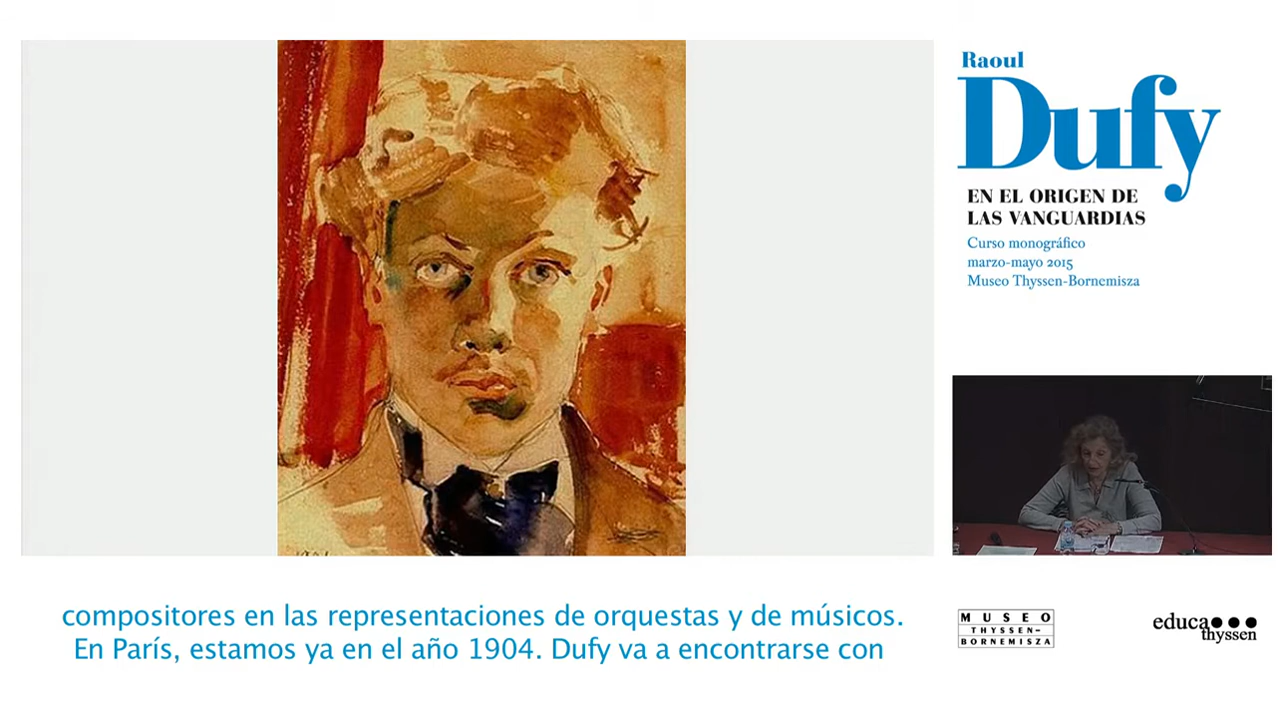 Raoul
Dufy
EN EL ORIGEN DE
LAS VANGUARDIAS
Curso monográfico
marzo-mayo 2015
Museo Thyssen-Bornemisza
compositores en las representaciones de orquestas y de músicos.
En París, estamos ya en el año 1904. Dufy va a encontrarse con
MUSEO
THYSSEN-
BORNEMISZA
educa
thyssen